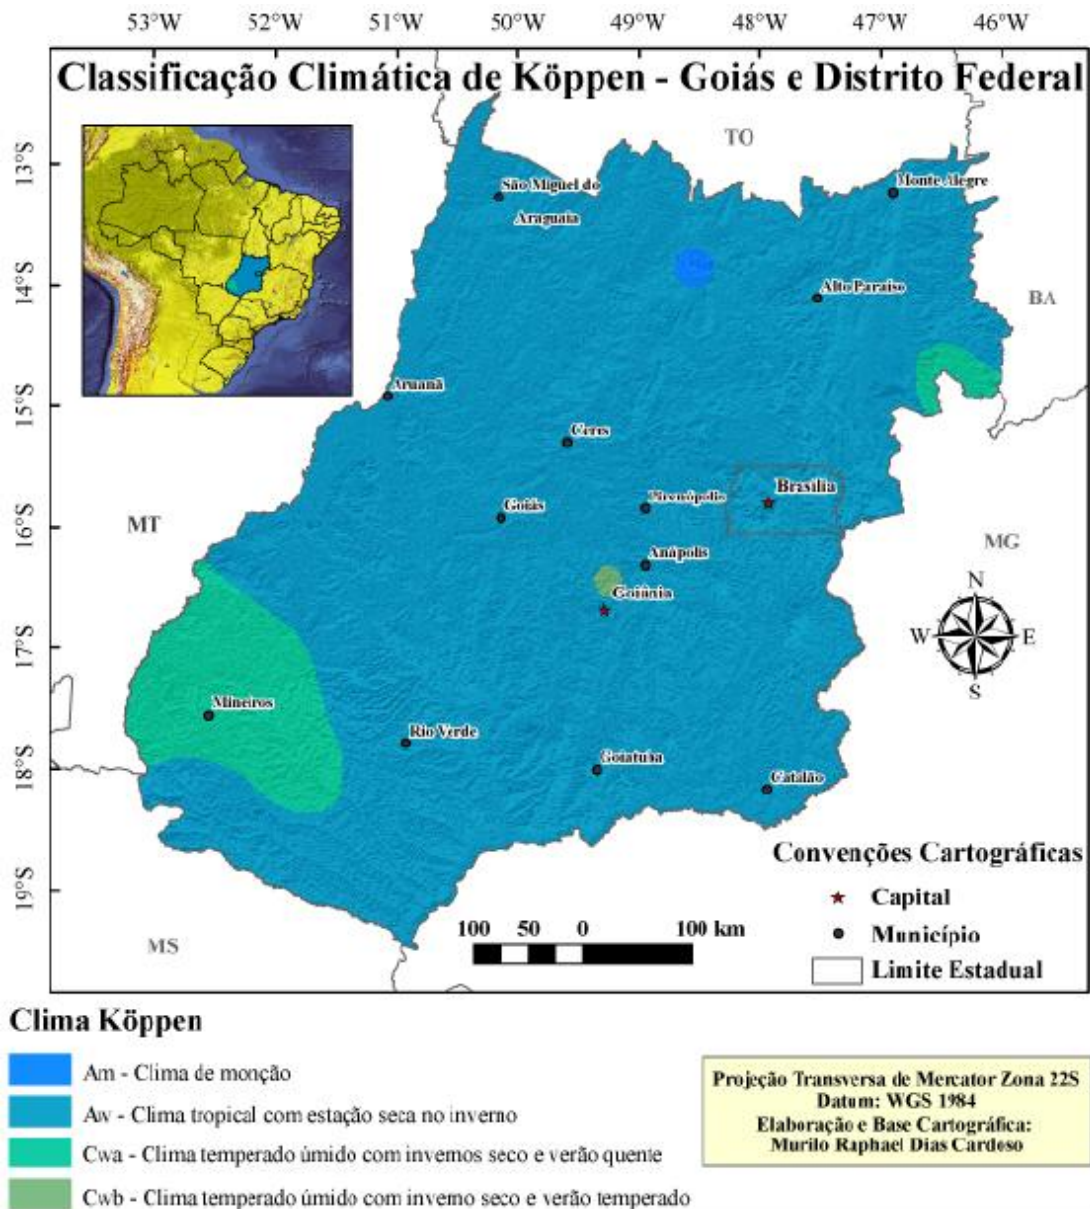 53°W 52°W 51°W 50°W 49°W 48°W 47°W 46°W
Classificação Climática de Köppen - Goiás e Distrito Federal
TO
13°S
São Miguel do
Araguaia
Monte Alegre
14°S
Alto Paraíso
BA
Aruanã
15°S
Ceres
Pirenópolis
Brasília
Goiás
16°S
MT
MG
Anápolis
Goiânia
N
W E
S
17°S
Mineiros
Rio Verde
Goiatuba
18°S
Catalão
Convenções Cartográficas
Capital
19°S
100 50 0 100 km
Município
MS
Limite Estadual
Clima Köppen
Am - Clima de monção
Aw - Clima tropical com estação seca no inverno
Cwa - Clima temperado úmido com invernos seco e verão quente
Cwb - Clima temperado úmido com inverno seco e verão temperado
Projeção Transversa de Mercator Zona 22S
Datum: WGS 1984
Elaboração e Base Cartográfica:
Murilo Raphael Dias Cardoso